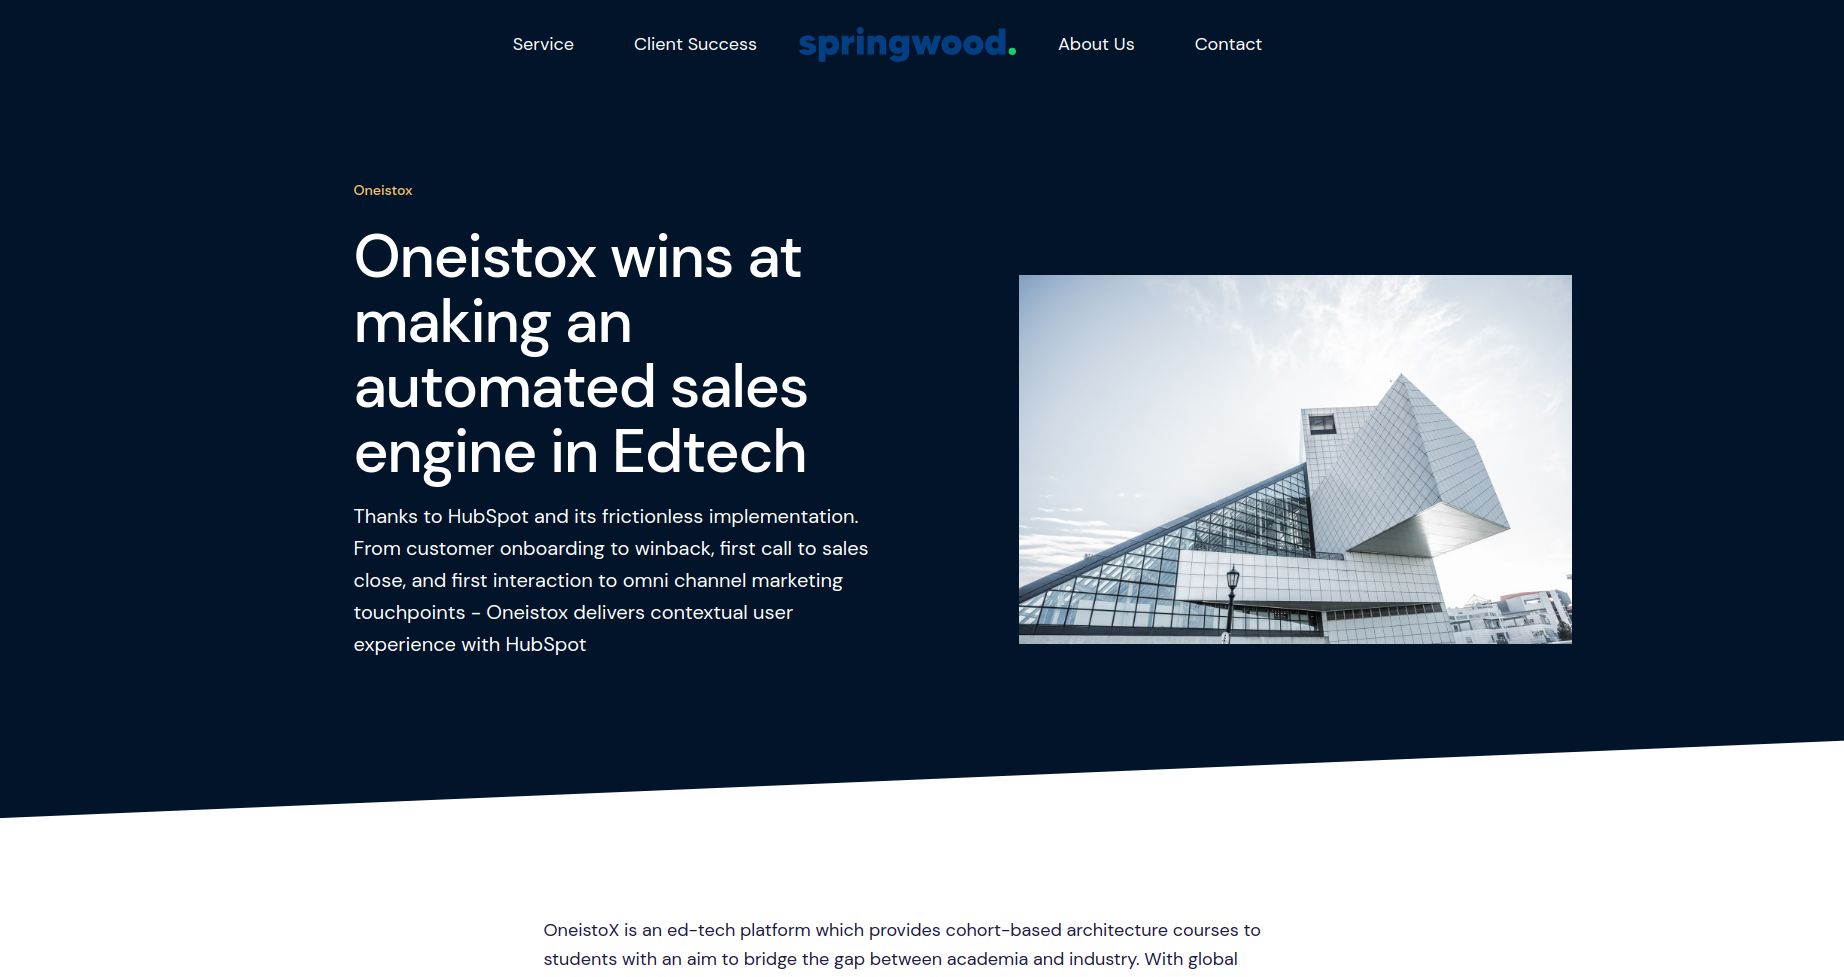 Service
Client Success
springwood.
About Us
Contact
Oneistox
Oneistox wins at
making an
automated sales
engine in Edtech
Thanks to HubSpot and its frictionless implementation.
From customer onboarding to winback, first call to sales
close, and first interaction to omni channel marketing
touchpoints - Oneistox delivers contextual user
experience with HubSpot
OneistoX is an ed-tech platform which provides cohort-based architecture courses to
students with an aim to bridge the gap between academia and industry. With global